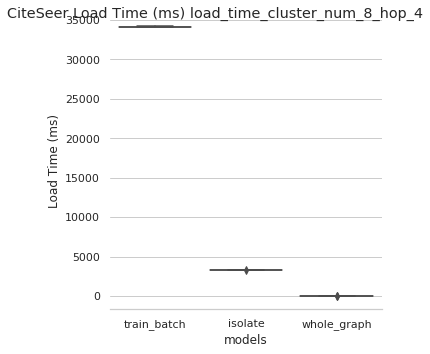 CiteSeer Load Time (ms) load_time_cluster_num_8_hop_4
35000
30000
25000
20000
15000
10000
5000
0
Load Time (ms)
train_batch isolate whole_graph
models